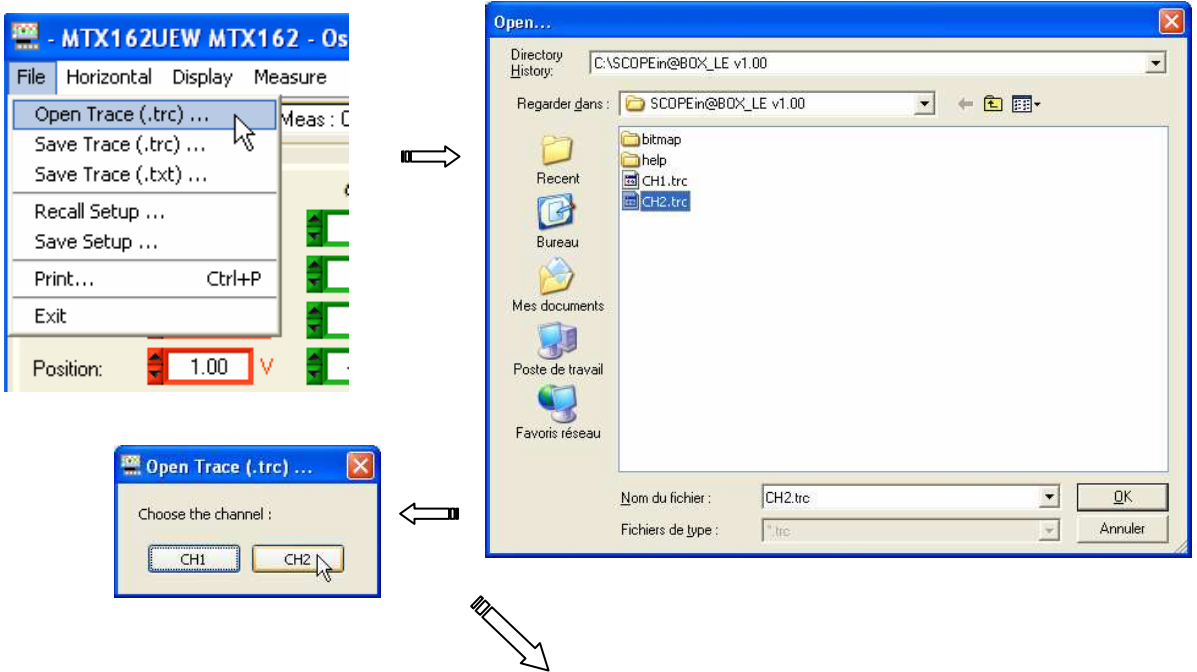 - MTX162UEW MTX162 - Os
File Horizontal Display Measure
Open Trace (.trc) ...
Meas :
Save Trace (.trc) ...
Save Trace (.txt) ...
Recall Setup ...
Save Setup ...
Print... Ctrl+P
Exit
Position: 1.00 V
Open...
Directory History: C:\SCOPEin@BOX_LE v1.00
Regarder dans : SCOPEin@BOX_LE v1.00
bitmap
help
CH1.trc
CH2.trc
Recent
Bureau
Mes documents
Poste de travail
Favoris réseau
Nom du fichier : CH2.trc OK
Fichiers de type : *.trc Annuler
Open Trace (.trc) ...
Choose the channel :
CH1 CH2